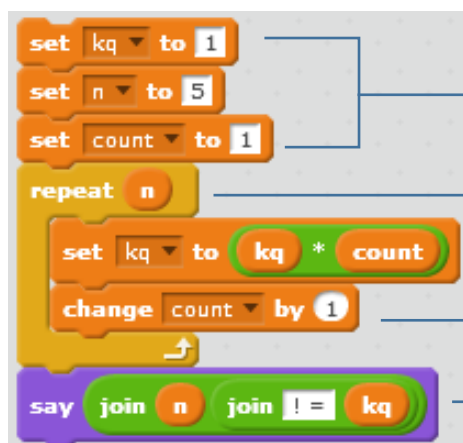 set kq to 1
set n to 5
set count to 1
repeat n
set kq to kq * count
change count by 1
say join n join != kq